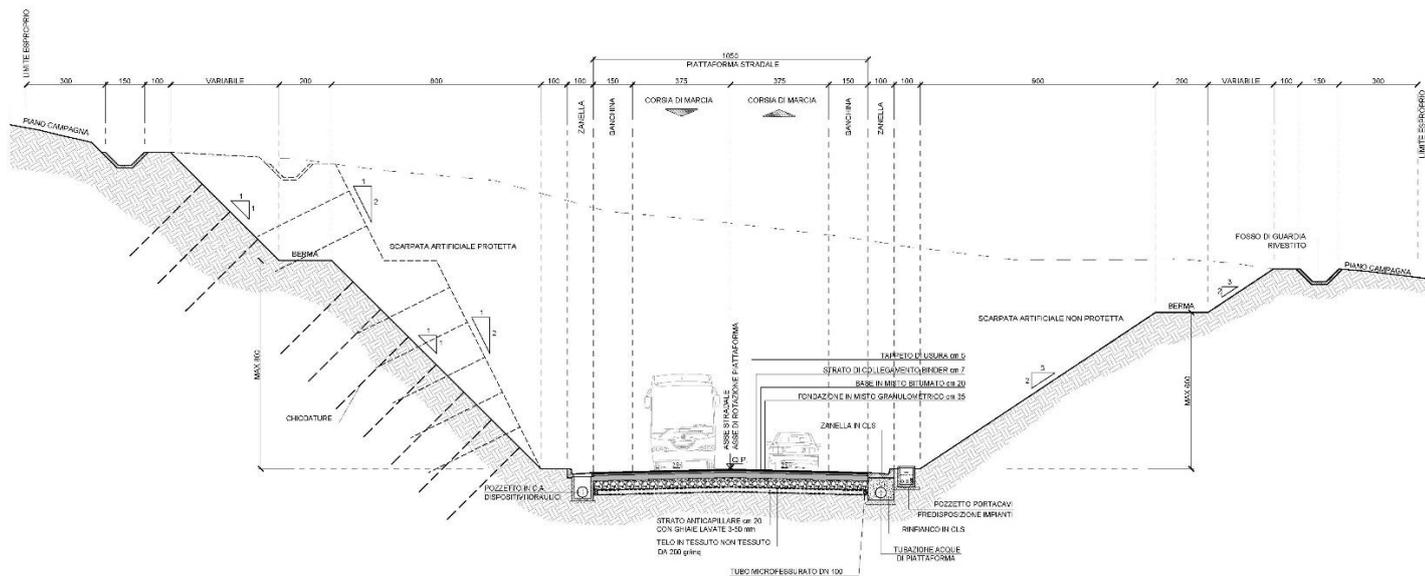 1050
PIATTAFORMA STRADALE
LIMITE ESPROPRIO
300
150
100
VARIABILE
200
800
100
100
150
375
375
150
100
100
900
200
VARIABILE
100
150
300
LIMITE ESPROPRIO
ZANELLA
BANCHINA
CORSIA DI MARCIA
CORSIA DI MARCIA
BANCHINA
ZANELLA
PIANO CAMPAGNA
1
1
1
2
SCARPATA ARTIFICIALE PROTETTA
BERMA
FOSSO DI GUARDIA
RIVESTITO
PIANO CAMPAGNA
3
2
BERMA
SCARPATA ARTIFICIALE NON PROTETTA
1
1
1
2
MAX 800
CHIODATURE
ASSE STRADALE
ASSE DI ROTAZIONE PIATTAFORMA
TAPPETO D'USURA cm 5
STRATO DI COLLEGAMENTO BINDER cm 7
BASE IN MISTO BITUMATO cm 20
FONDAZIONE IN MISTO GRANULOMETRICO cm 35
3
2
MAX 600
ZANELLA IN CLS
Q.P.
POZZETTO IN C.A.
DISPOSITIVI IDRAULICI
POZZETTO PORTACAVI
PREDISPOSIZIONE IMPIANTI
RINFIANCO IN CLS
STRATO ANTICAPILLARE cm 20
CON GHIAIE LAVATE 3-50 mm
TELO IN TESSUTO NON TESSUTO
DA 200 gr/mq
TUBAZIONE ACQUE
DI PIATTAFORMA
TUBO MICROFESSURATO DN 100